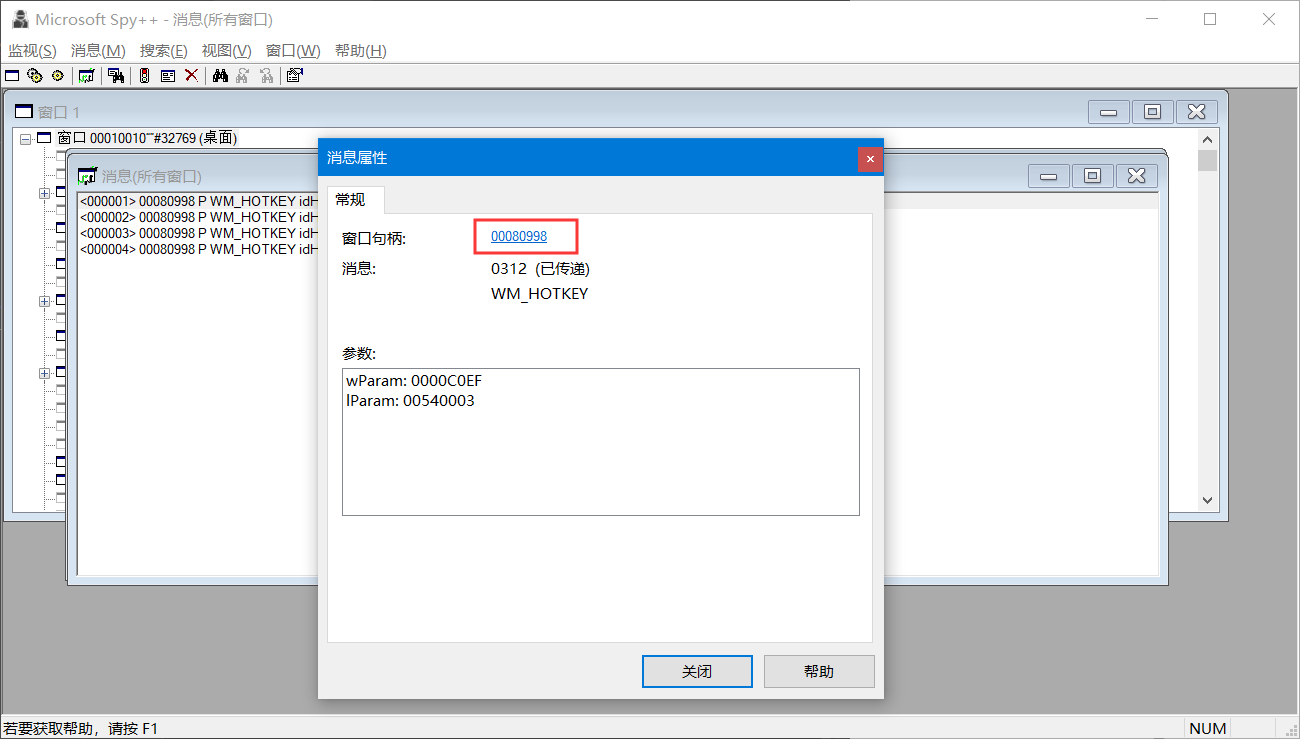 Microsoft Spy++ - 消息(所有窗口)
监视(S) 消息(M) 搜索(E) 视图(V) 窗口(W) 帮助(H)
窗口 1
窗口 00010010""#32769 (桌面)
消息(所有窗口)
<000001> 00080998 P WM_HOTKEY idH
<000002> 00080998 P WM_HOTKEY idH
<000003> 00080998 P WM_HOTKEY idH
<000004> 00080998 P WM_HOTKEY idH
消息属性
常规
窗口句柄: 00080998
消息: 0312 (已传递)
WM_HOTKEY
参数:
wParam: 0000C0EF
lParam: 00540003
关闭 帮助
若要获取帮助，请按 F1 NUM